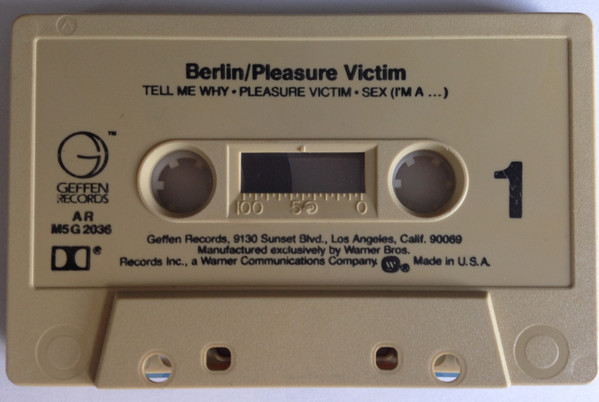 Berlin/Pleasure Victim
TELL ME WHY • PLEASURE VICTIM • SEX (I'M A ...)
G ™
GEFFEN
RECORDS
AR
M5G 2036
®
100 50 0
1
Geffen Records, 9130 Sunset Blvd., Los Angeles, Calif. 90069
Manufactured exclusively by Warner Bros.
Records Inc., a Warner Communications Company. ® Made in U.S.A.